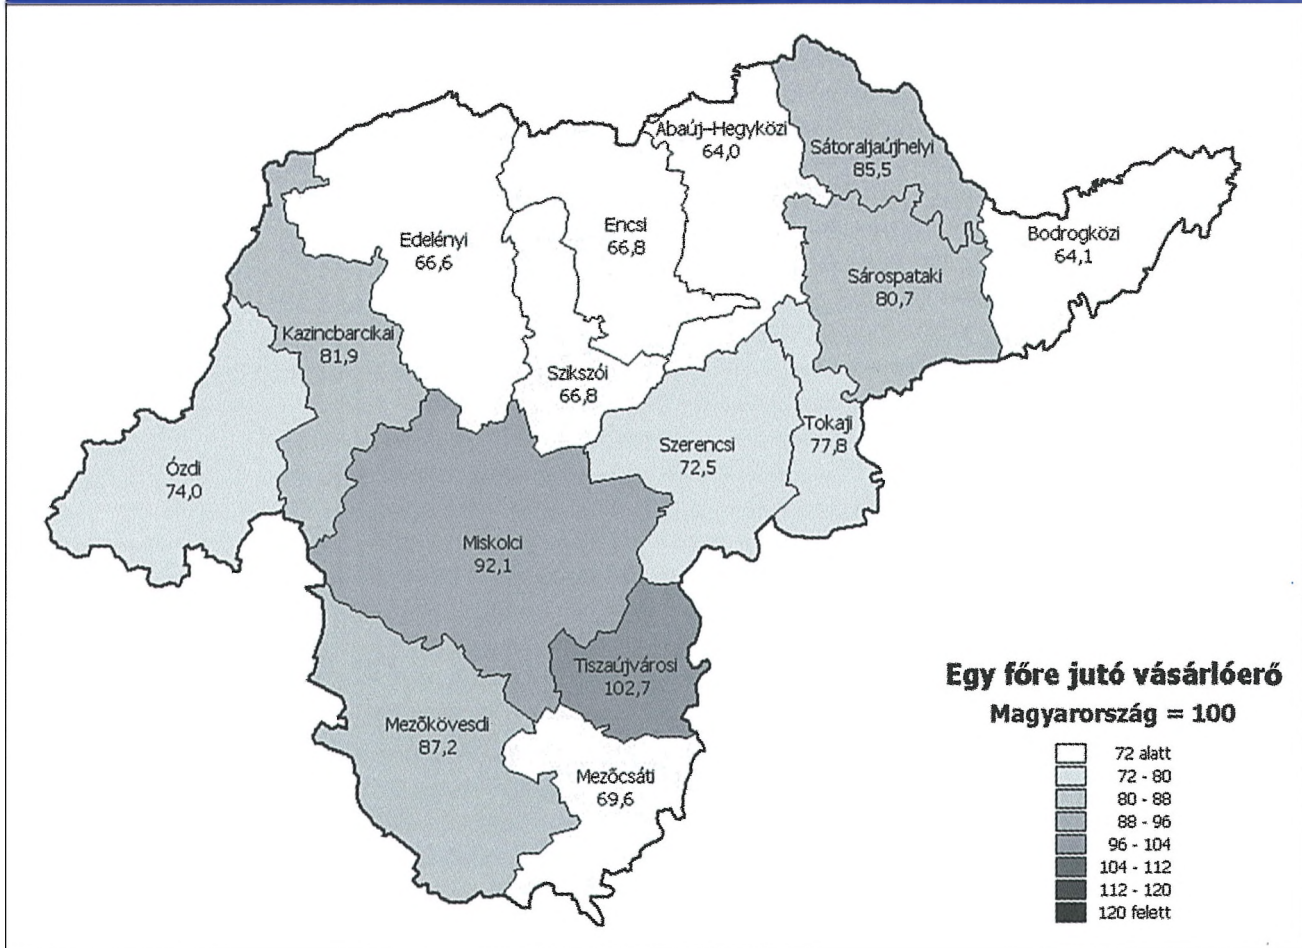 Abaúj-Hegyközi
64,0
Sátoraljaújhelyi
85,5
Edelényi
66,6
Encsi
66,8
Bodrogközi
64,1
Sárospataki
80,7
Kazincbarcikai
81,9
Szikszói
66,8
Tokaji
77,8
Szerencsi
72,5
Ózdi
74,0
Miskolci
92,1
Tiszaújvárosi
102,7
Mezõkövesdi
87,2
Mezõcsáti
69,6
Egy főre jutó vásárlóerő
Magyarország = 100
72 alatt
72 - 80
80 - 88
88 - 96
96 - 104
104 - 112
112 - 120
120 felett